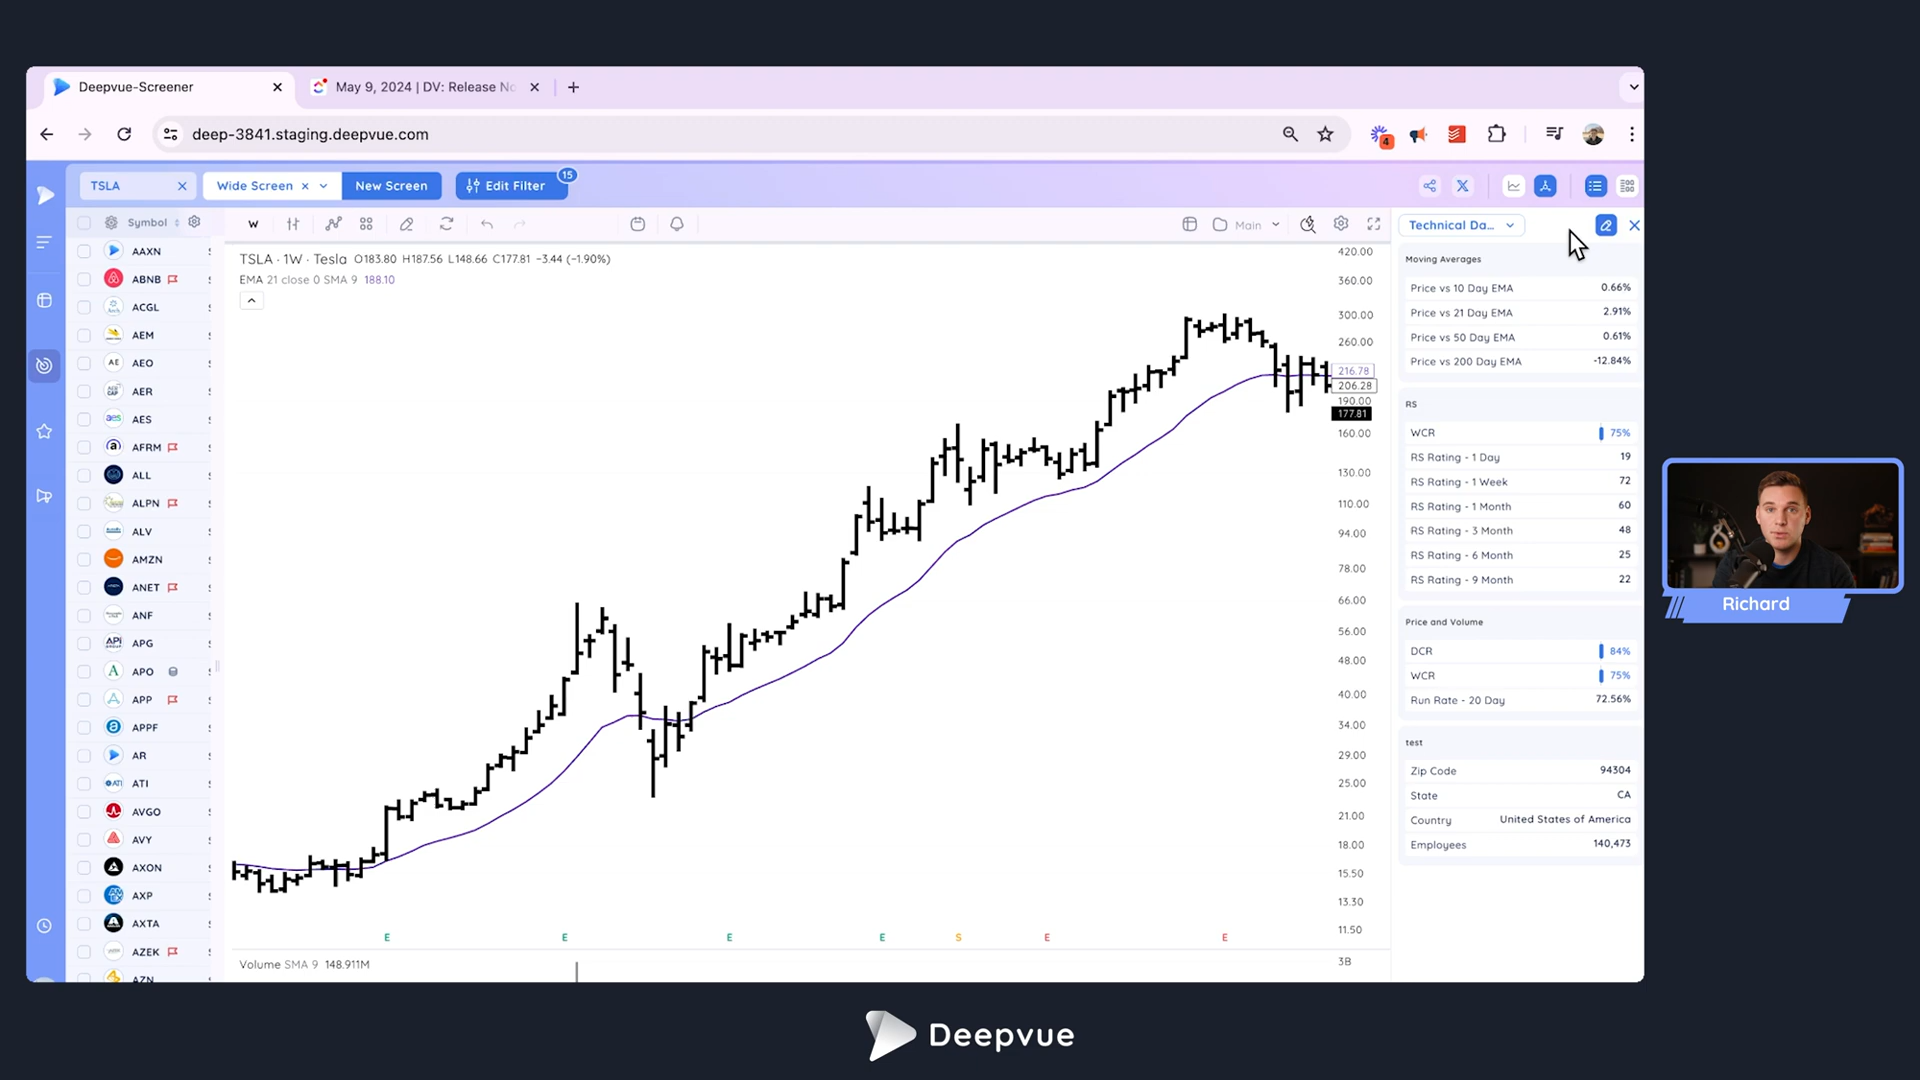 Deepvue-Screener
May 9, 2024 | DV: Release No
deep-3841.staging.deepvue.com
4
TSLA
Wide Screen
New Screen
Edit Filter
15
Symbol
W
Main
Technical Da...
AAXN
ABNB
ACGL
AEM
AE AEO
AER
aes AES
AFRM
ALL
ALPN
ALV
AMZN
ANET
ANF
API APG
A APO
APP
APPF
AR
ATI ATI
AVGO
AVY
AXON
AXP
AXTA
AZEK
AZN
TSLA · 1W · Tesla O183.80 H187.56 L148.66 C177.81 −3.44 (−1.90%)
EMA 21 close 0 SMA 9 188.10
420.00
360.00
300.00
260.00
216.78
206.28
190.00
177.81
160.00
130.00
110.00
94.00
78.00
66.00
56.00
48.00
40.00
34.00
29.00
25.00
21.00
18.00
15.50
13.30
11.50
E E E E S E E
Volume SMA 9 148.911M
3B
Moving Averages
Price vs 10 Day EMA 0.66%
Price vs 21 Day EMA 2.91%
Price vs 50 Day EMA 0.61%
Price vs 200 Day EMA -12.84%
RS
WCR 75%
RS Rating - 1 Day 19
RS Rating - 1 Week 72
RS Rating - 1 Month 60
RS Rating - 3 Month 48
RS Rating - 6 Month 25
RS Rating - 9 Month 22
Price and Volume
DCR 84%
WCR 75%
Run Rate - 20 Day 72.56%
test
Zip Code 94304
State CA
Country United States of America
Employees 140,473
Richard
Deepvue